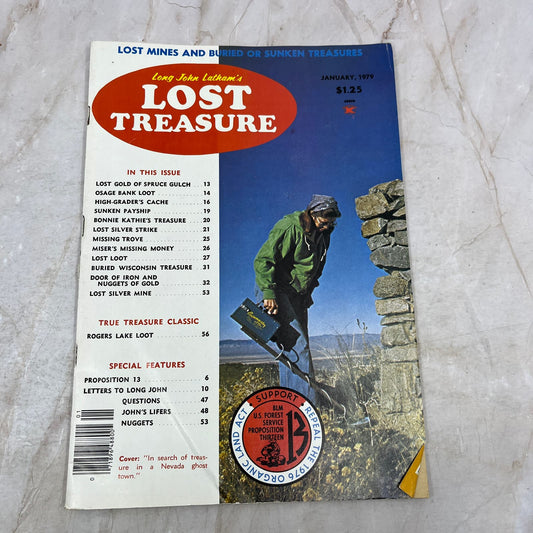 LOST MINES AND BURIED OR SUNKEN TREASURES
Long John Latham's
LOST
TREASURE
JANUARY, 1979
$1.25
IN THIS ISSUE
LOST GOLD OF SPRUCE GULCH . 13
OSAGE BANK LOOT . . . . . . 14
HIGH-GRADER'S CACHE . . . . 16
SUNKEN PAYSHIP . . . . . . 19
BONNIE KATHIE'S TREASURE . 20
LOST SILVER STRIKE . . . . . 21
MISSING TROVE . . . . . . . 25
MISER'S MISSING MONEY . . . 26
LOST LOOT . . . . . . . . . 27
BURIED WISCONSIN TREASURE . 31
DOOR OF IRON AND
NUGGETS OF GOLD . . . . . 32
LOST SILVER MINE . . . . . . 53
TRUE TREASURE CLASSIC
ROGERS LAKE LOOT . . . . . 56
SPECIAL FEATURES
PROPOSITION 13 . . . . . . . 6
LETTERS TO LONG JOHN . . . 10
QUESTIONS . . . 47
JOHN'S LIFERS . . . 48
NUGGETS . . . 53
Cover: "In search of treas-
ure in a Nevada ghost
town."
01
SUPPORT
BLM
U.S. FOREST
SERVICE
PROPOSITION
THIRTEEN
13
REPEAL THE 1976 ORGANIC LAND ACT